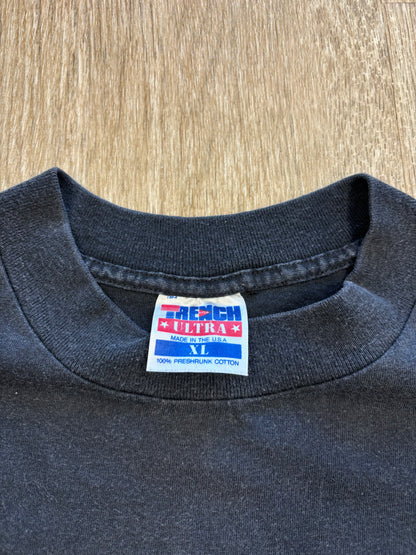 TRENCH
ULTRA
MADE IN THE U.S.A
XL
100% PRESHRUNK COTTON